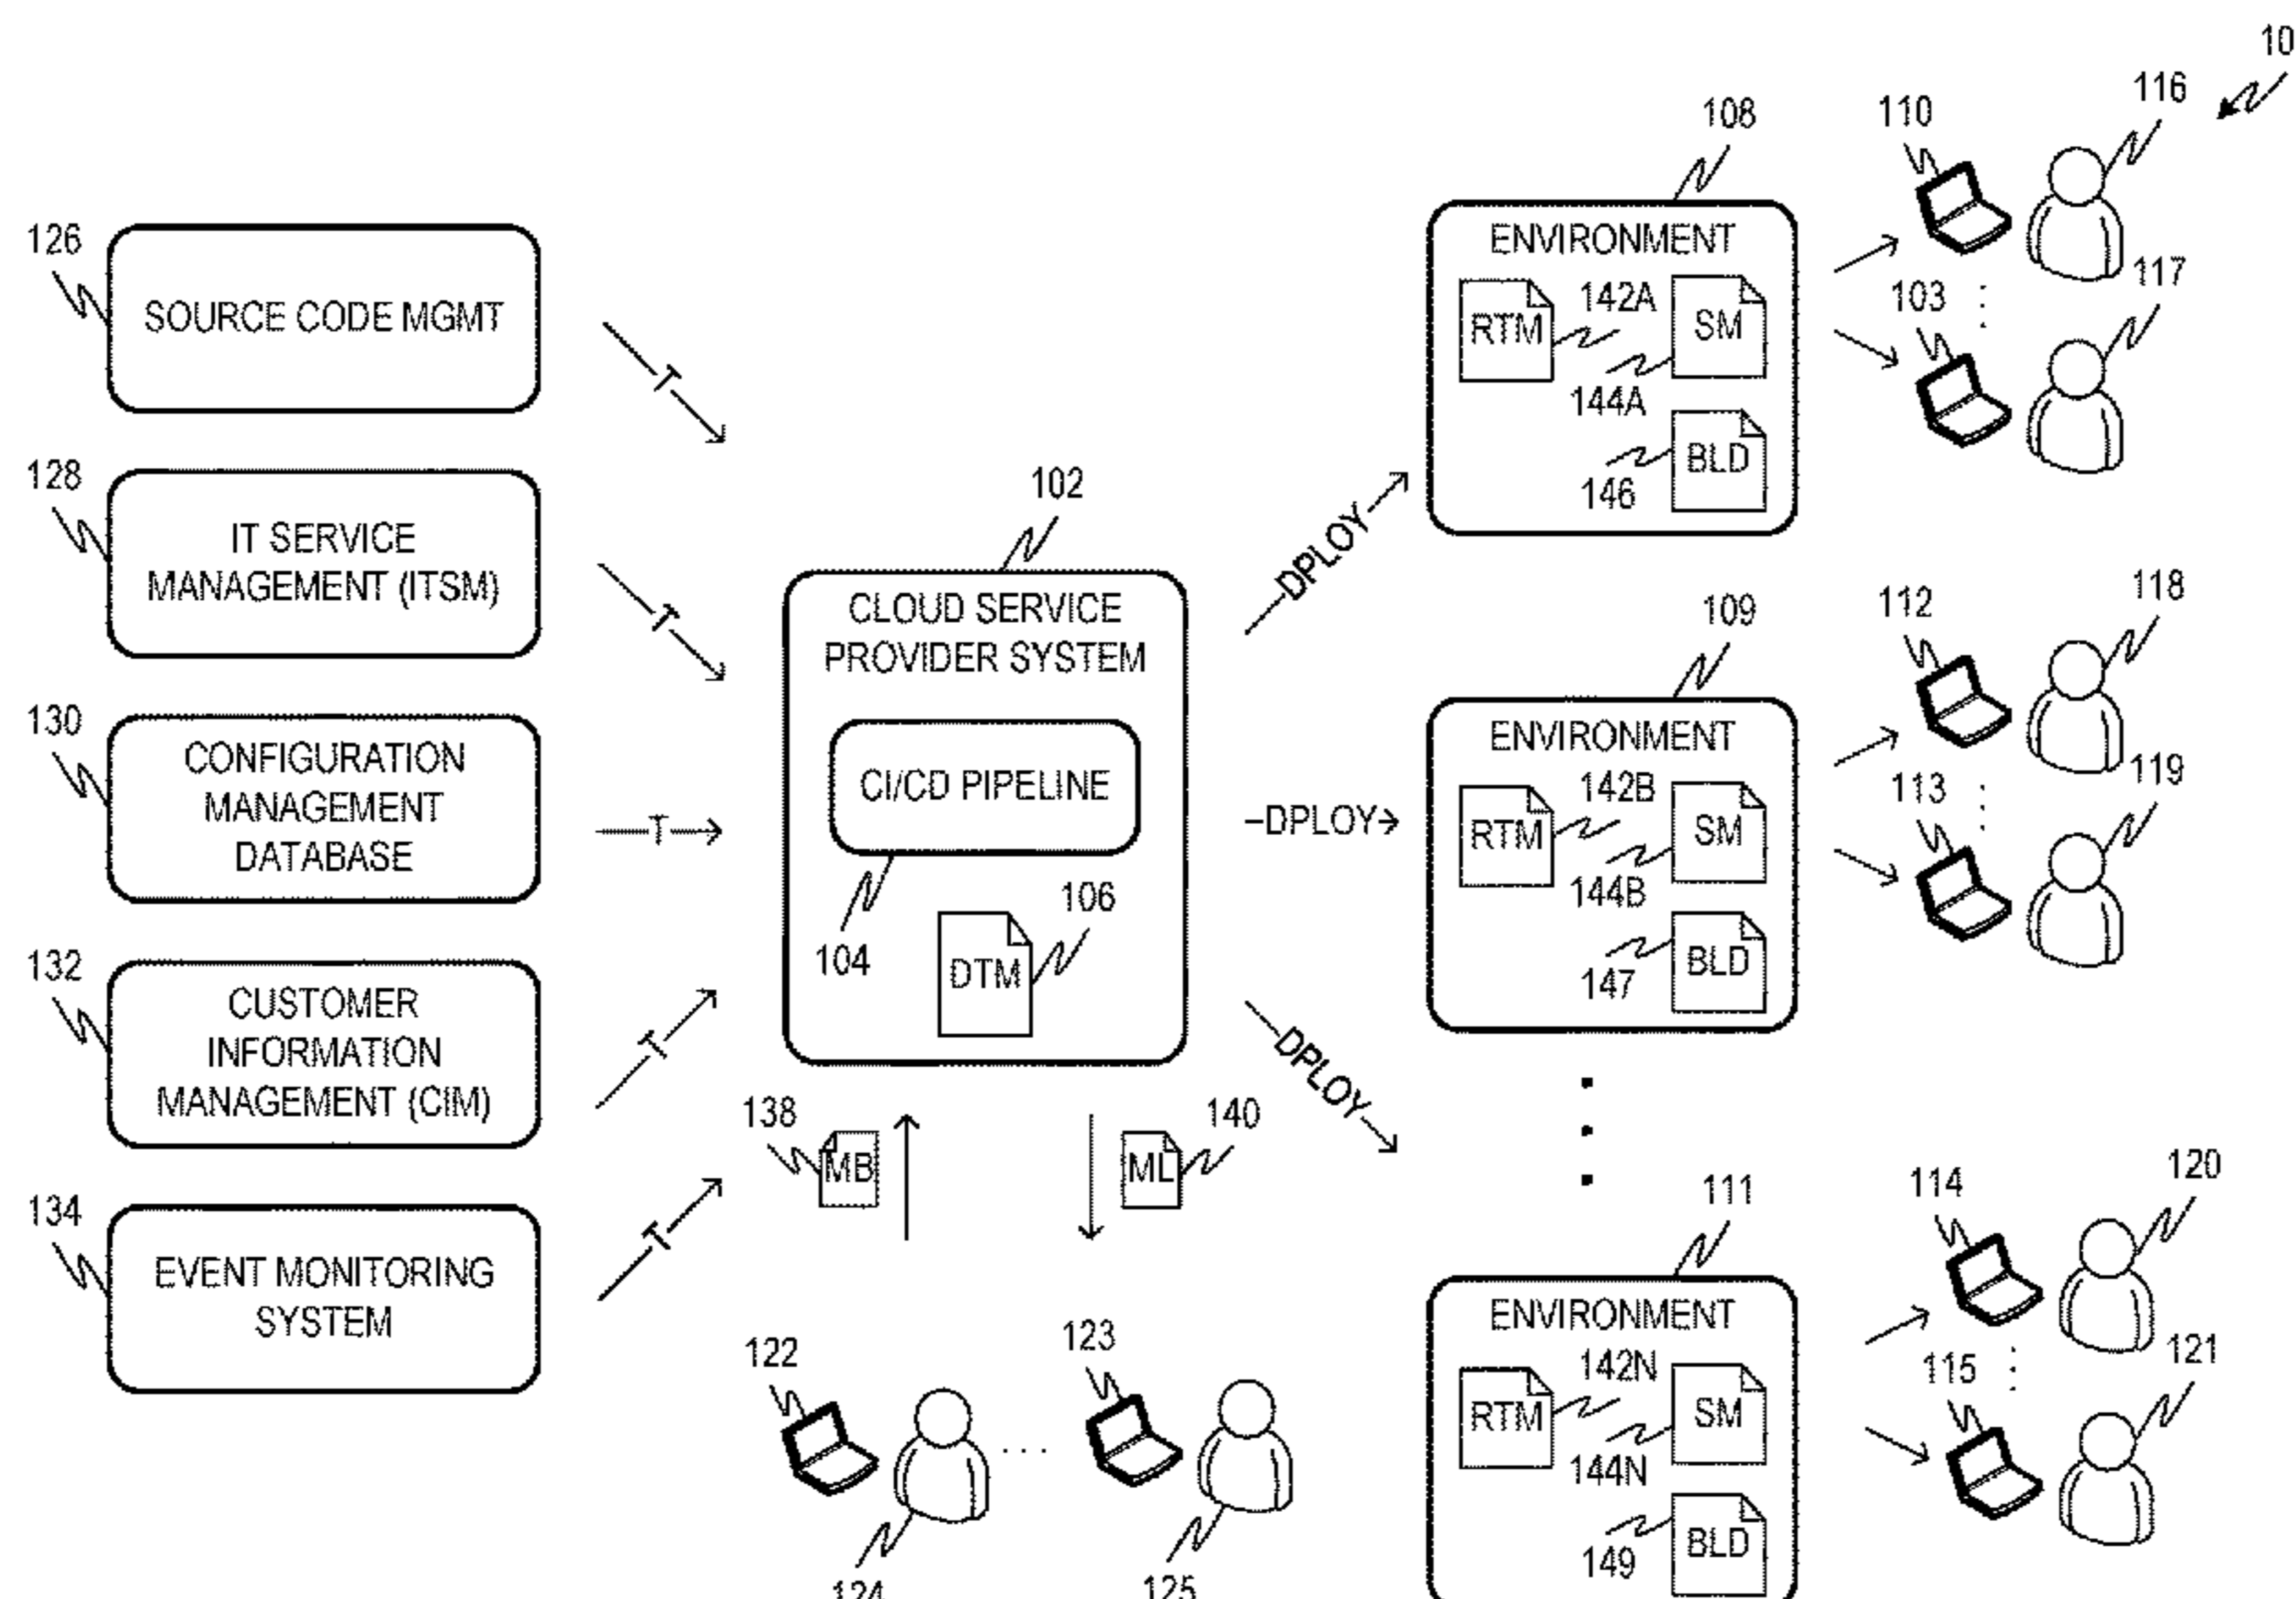 10
116
110
108
117
103
126
SOURCE CODE MGMT
T
ENVIRONMENT
RTM
142A
SM
144A
BLD
146
128
IT SERVICE
MANAGEMENT (ITSM)
T
102
CLOUD SERVICE
PROVIDER SYSTEM
CI/CD PIPELINE
104
DTM
106
DPLOY
109
112
118
ENVIRONMENT
RTM
142B
SM
144B
BLD
147
113
119
130
CONFIGURATION
MANAGEMENT
DATABASE
T
DPLOY
132
CUSTOMER
INFORMATION
MANAGEMENT (CIM)
T
DPLOY
138
MB
ML
140
134
EVENT MONITORING
SYSTEM
T
122
123
124
125
111
114
120
ENVIRONMENT
RTM
142N
SM
144N
BLD
149
115
121